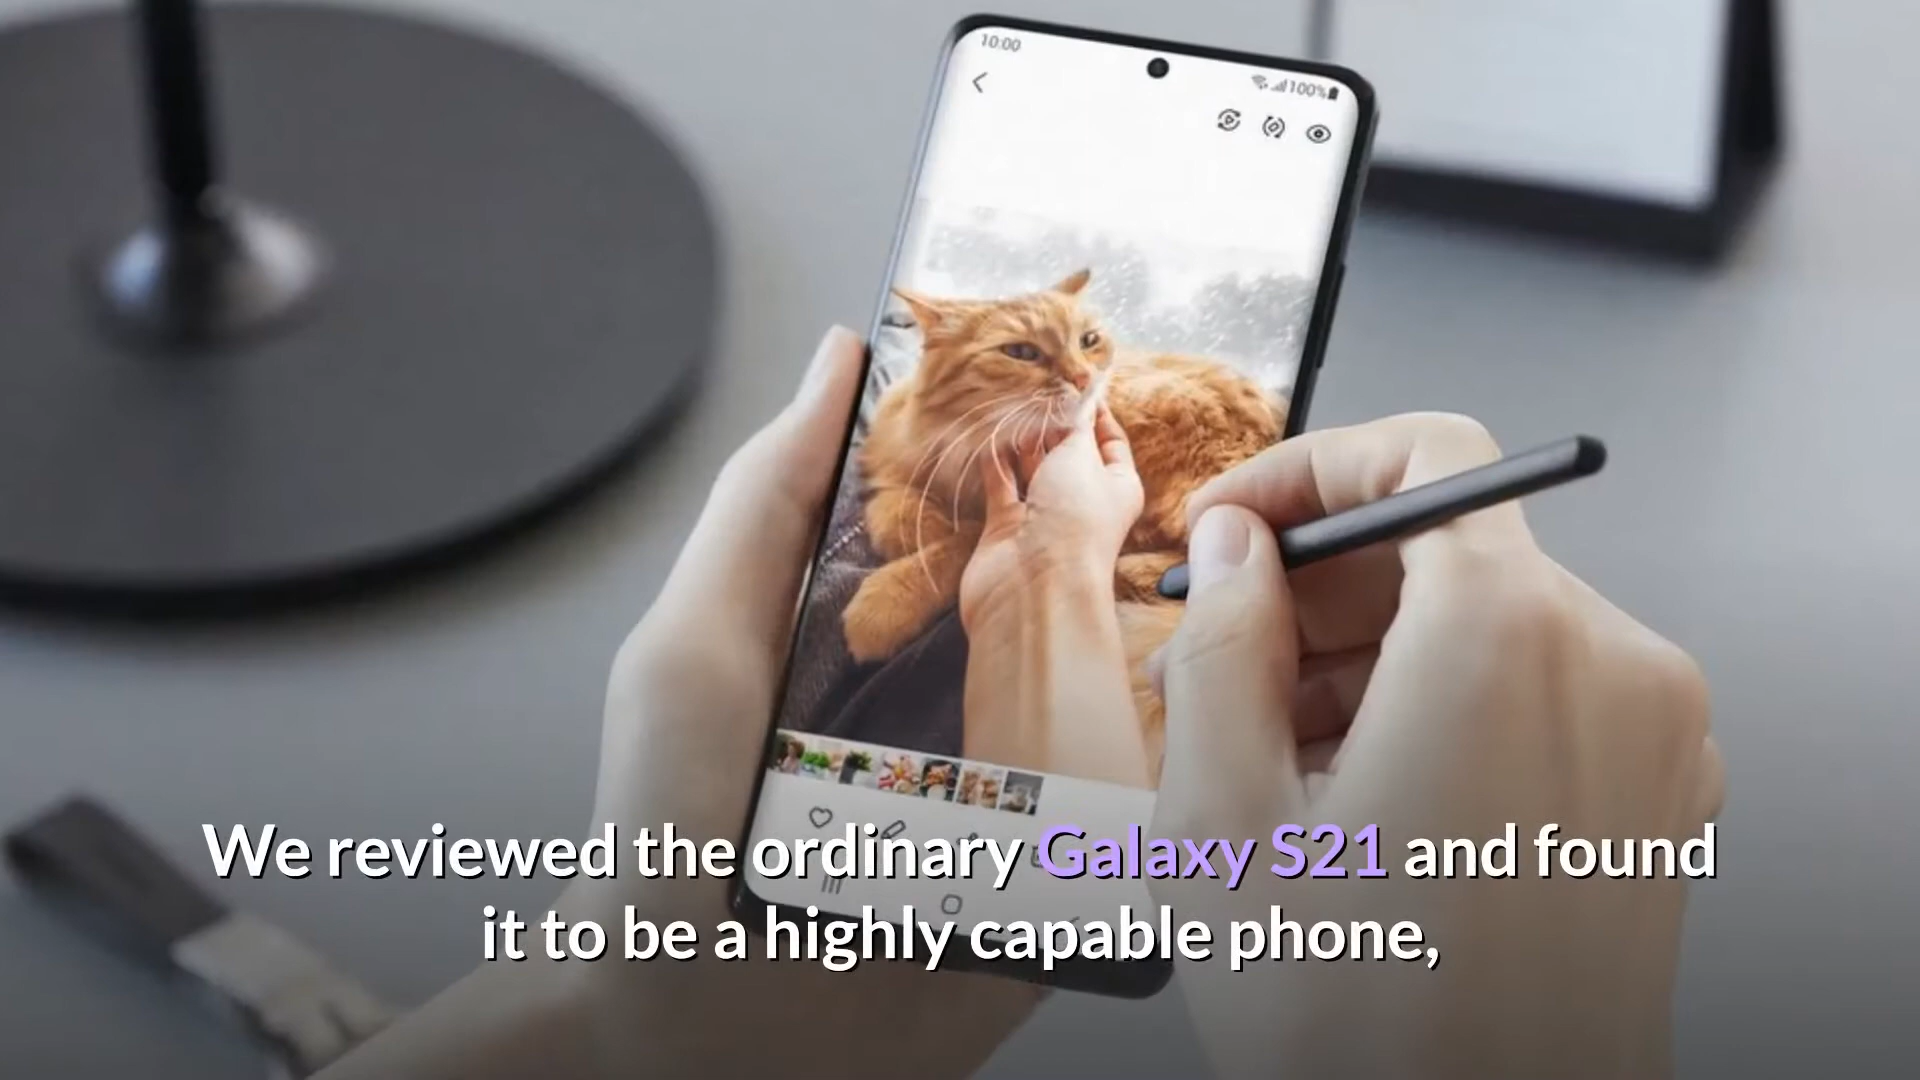 10:00
100%
We reviewed the ordinary Galaxy S21 and found
it to be a highly capable phone,